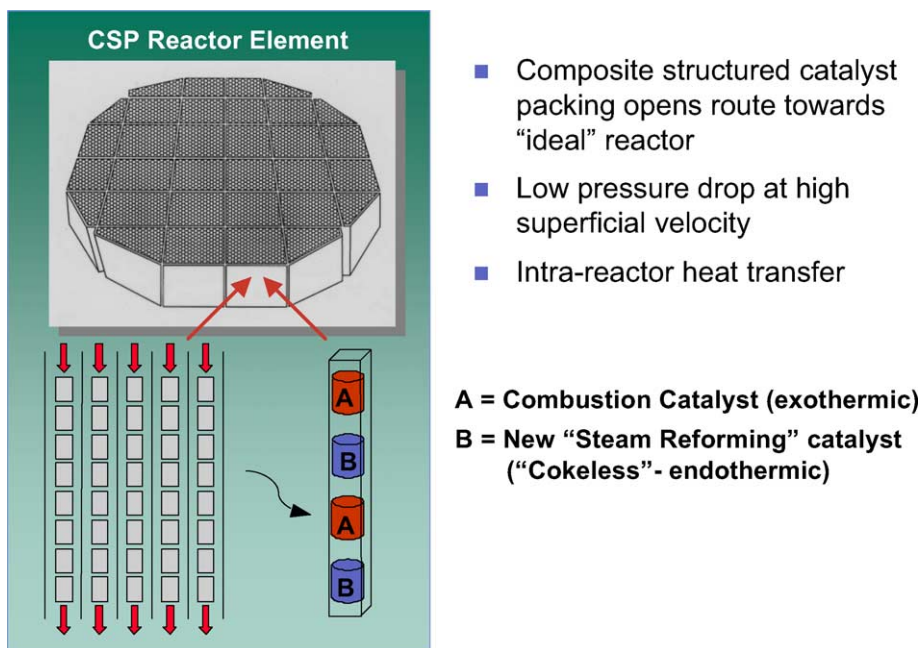 CSP Reactor Element
■ Composite structured catalyst
packing opens route towards
“ideal” reactor
■ Low pressure drop at high
superficial velocity
■ Intra-reactor heat transfer
A
B
A
B
A = Combustion Catalyst (exothermic)
B = New “Steam Reforming” catalyst
(“Cokeless”- endothermic)